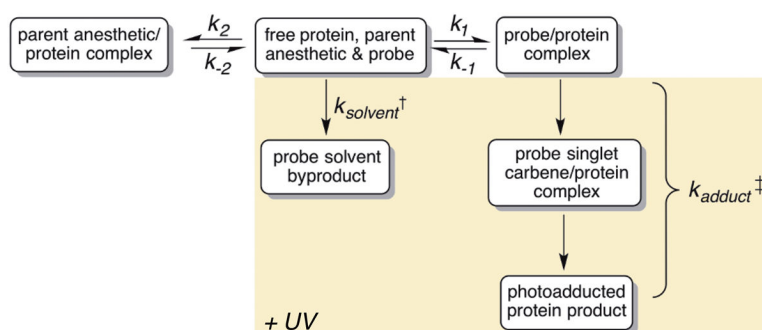 parent anesthetic/
protein complex
k2
k-2
free protein, parent
anesthetic & probe
k1
k-1
probe/protein
complex
ksolvent†
probe solvent
byproduct
probe singlet
carbene/protein
complex
kadduct‡
photoadducted
protein product
+ UV